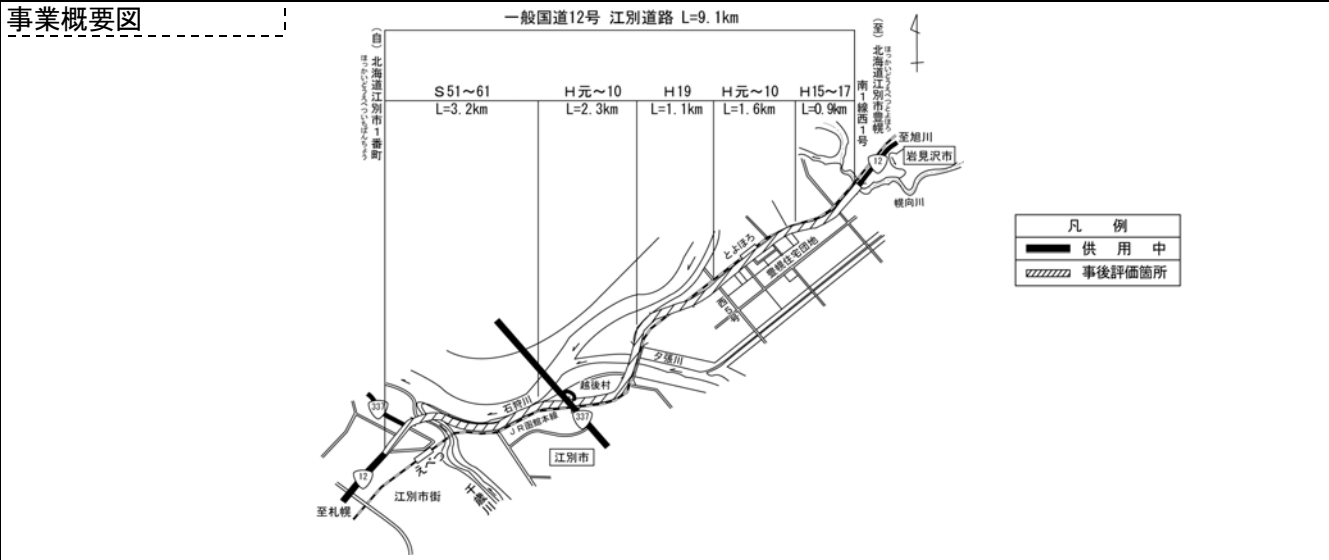 事業概要図
一般国道12号 江別道路 L=9.1km
(自) 北海道江別市1番町
ほっかいどうえべついちばんちょう
(至) 北海道江別市豊幌
ほっかいどうえべつとよほろ
南1線西1号
S51～61
H元～10
H19
H元～10
H15～17
L=3.2km
L=2.3km
L=1.1km
L=1.6km
L=0.9km
至旭川
12
岩見沢市
幌向川
とよほろ
豊幌住宅団地
西5号
夕張川
越後村
石狩川
JR函館本線
337
337
江別市
えべつ
千歳川
12
江別市街
至札幌
凡 例
供 用 中
事後評価箇所